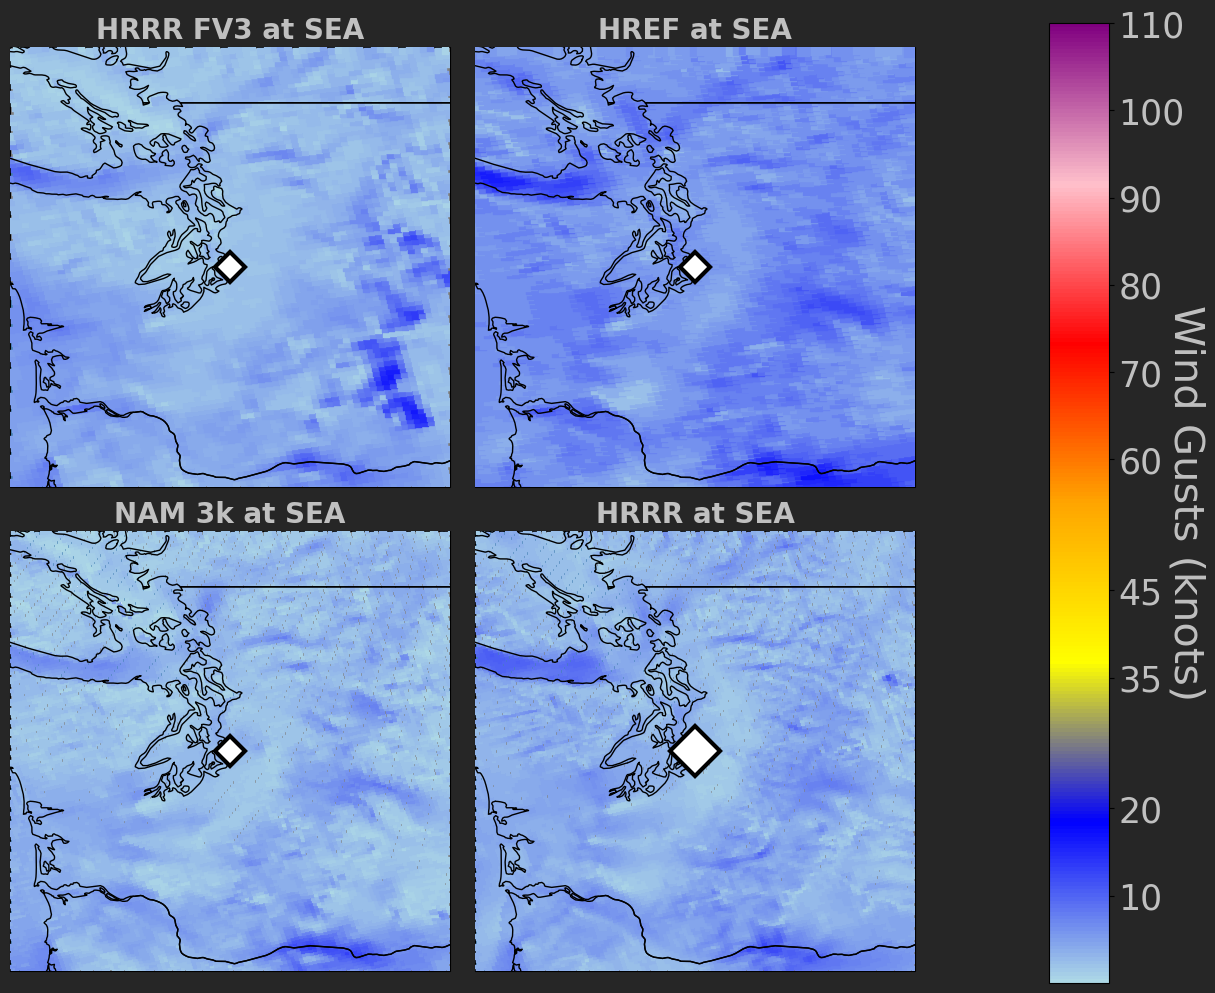 HRRR FV3 at SEA
HREF at SEA
NAM 3k at SEA
HRRR at SEA
110
100
90
80
70
60
45
35
20
10
Wind Gusts (knots)